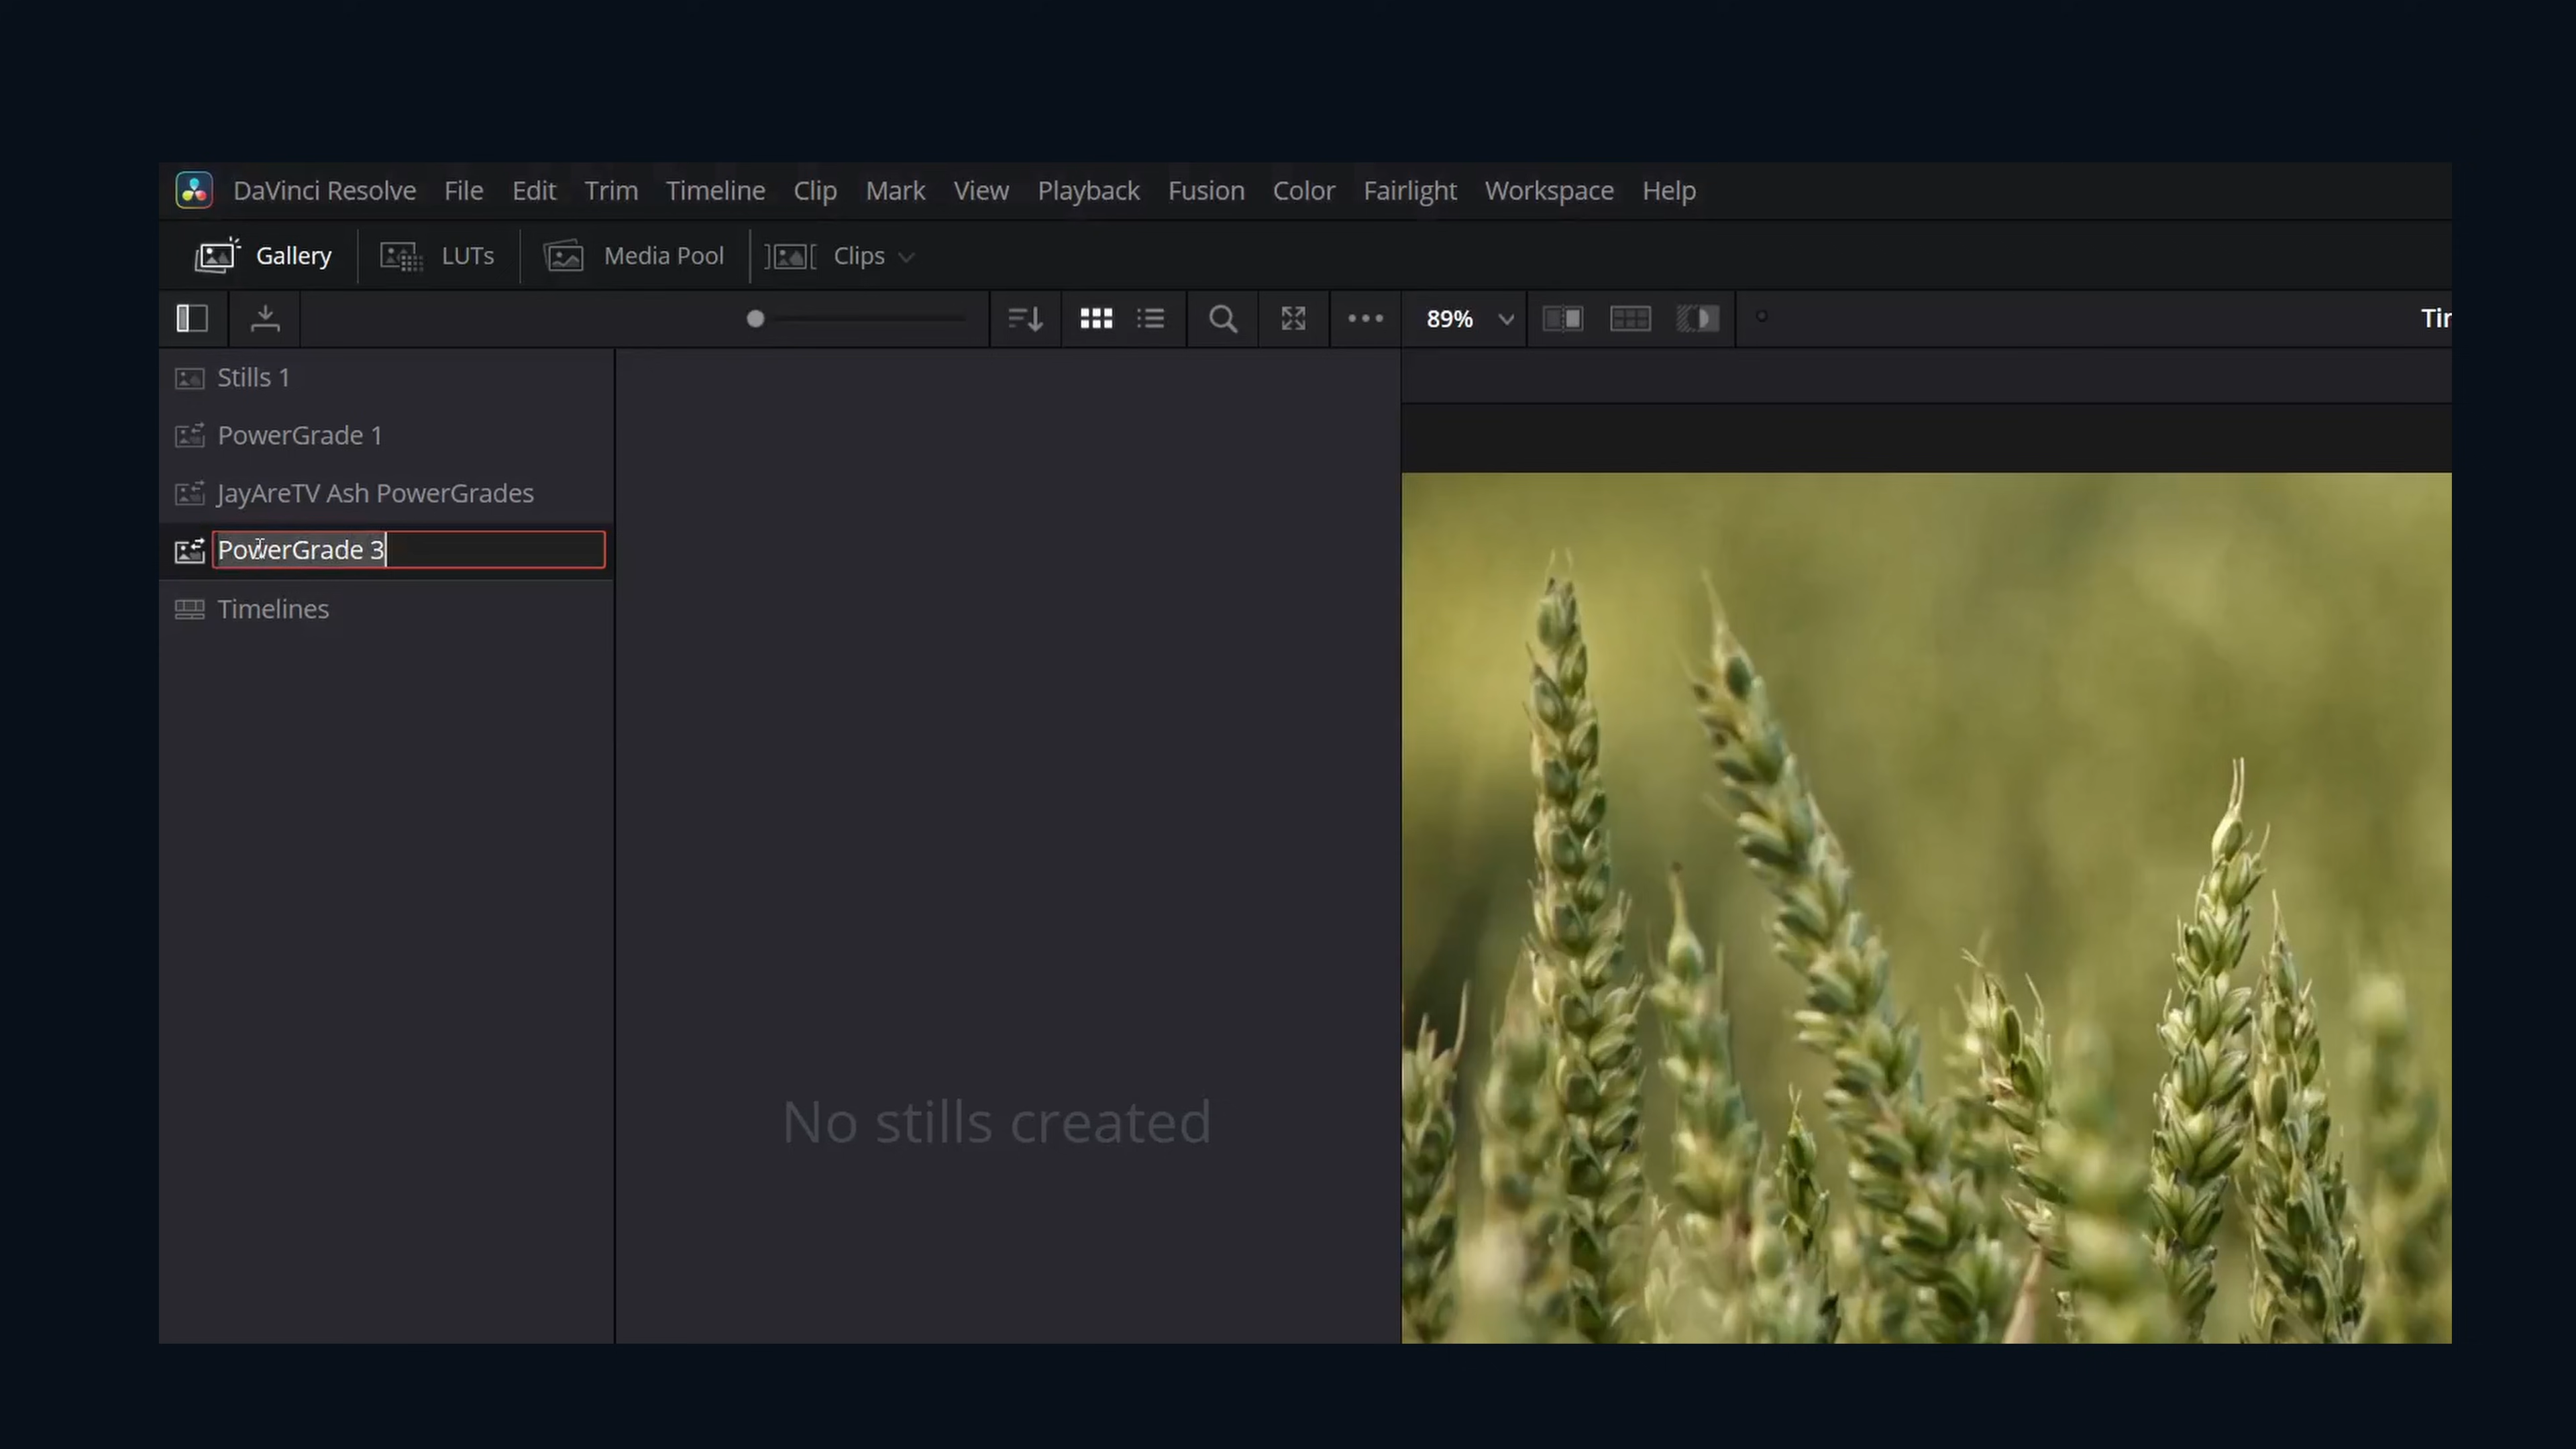 DaVinci Resolve File Edit Trim Timeline Clip Mark View Playback Fusion Color Fairlight Workspace Help
Gallery LUTs Media Pool Clips
89%
Stills 1
PowerGrade 1
JayAreTV Ash PowerGrades
PowerGrade 3
Timelines
No stills created